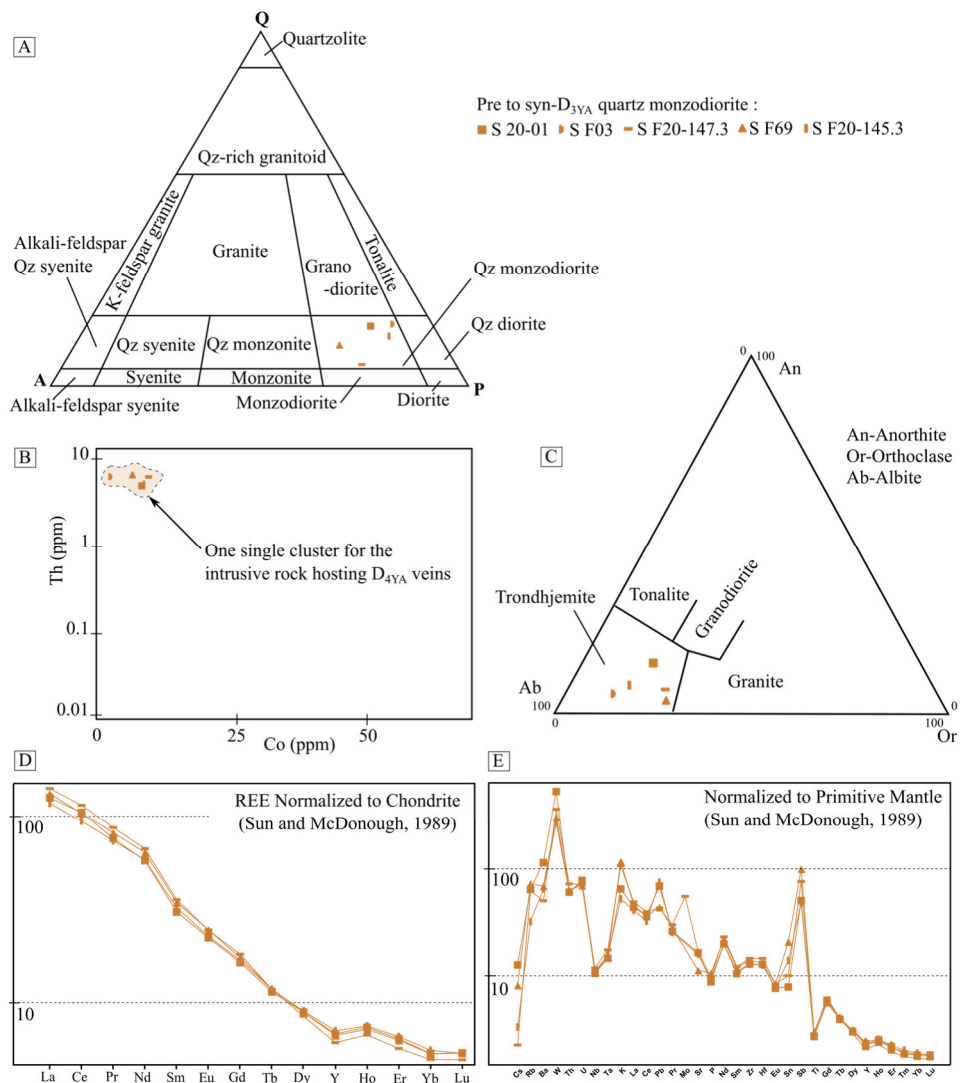 A
Q
Quartzolite
Pre to syn-D3YA quartz monzodiorite :
S 20-01 S F03 S F20-147.3 S F69 S F20-145.3
Qz-rich granitoid
Alkali-feldspar
Qz syenite
K-feldspar granite
Granite
Grano
-diorite
Tonalite
Qz monzodiorite
Qz diorite
Qz syenite
Qz monzonite
A
Syenite
Monzonite
P
Alkali-feldspar syenite
Monzodiorite
Diorite
B
10
1
0.1
0.01
Th (ppm)
0
25
50
Co (ppm)
One single cluster for the
intrusive rock hosting D4YA veins
C
0
100
An
An-Anorthite
Or-Orthoclase
Ab-Albite
Trondhjemite
Tonalite
Granodiorite
Granite
Ab
100
0
100
0
Or
D
REE Normalized to Chondrite
(Sun and McDonough, 1989)
100
10
La Ce Pr Nd Sm Eu Gd Tb Dy Y Ho Er Yb Lu
E
Normalized to Primitive Mantle
(Sun and McDonough, 1989)
100
10
Cs Rb Ba W Th U Nb Ta K La Ce Pb Pr Mo Sr P Nd Sm Zr Hf Eu Sn Sb Ti Gd Tb Dy Y Ho Er Tm Yb Lu